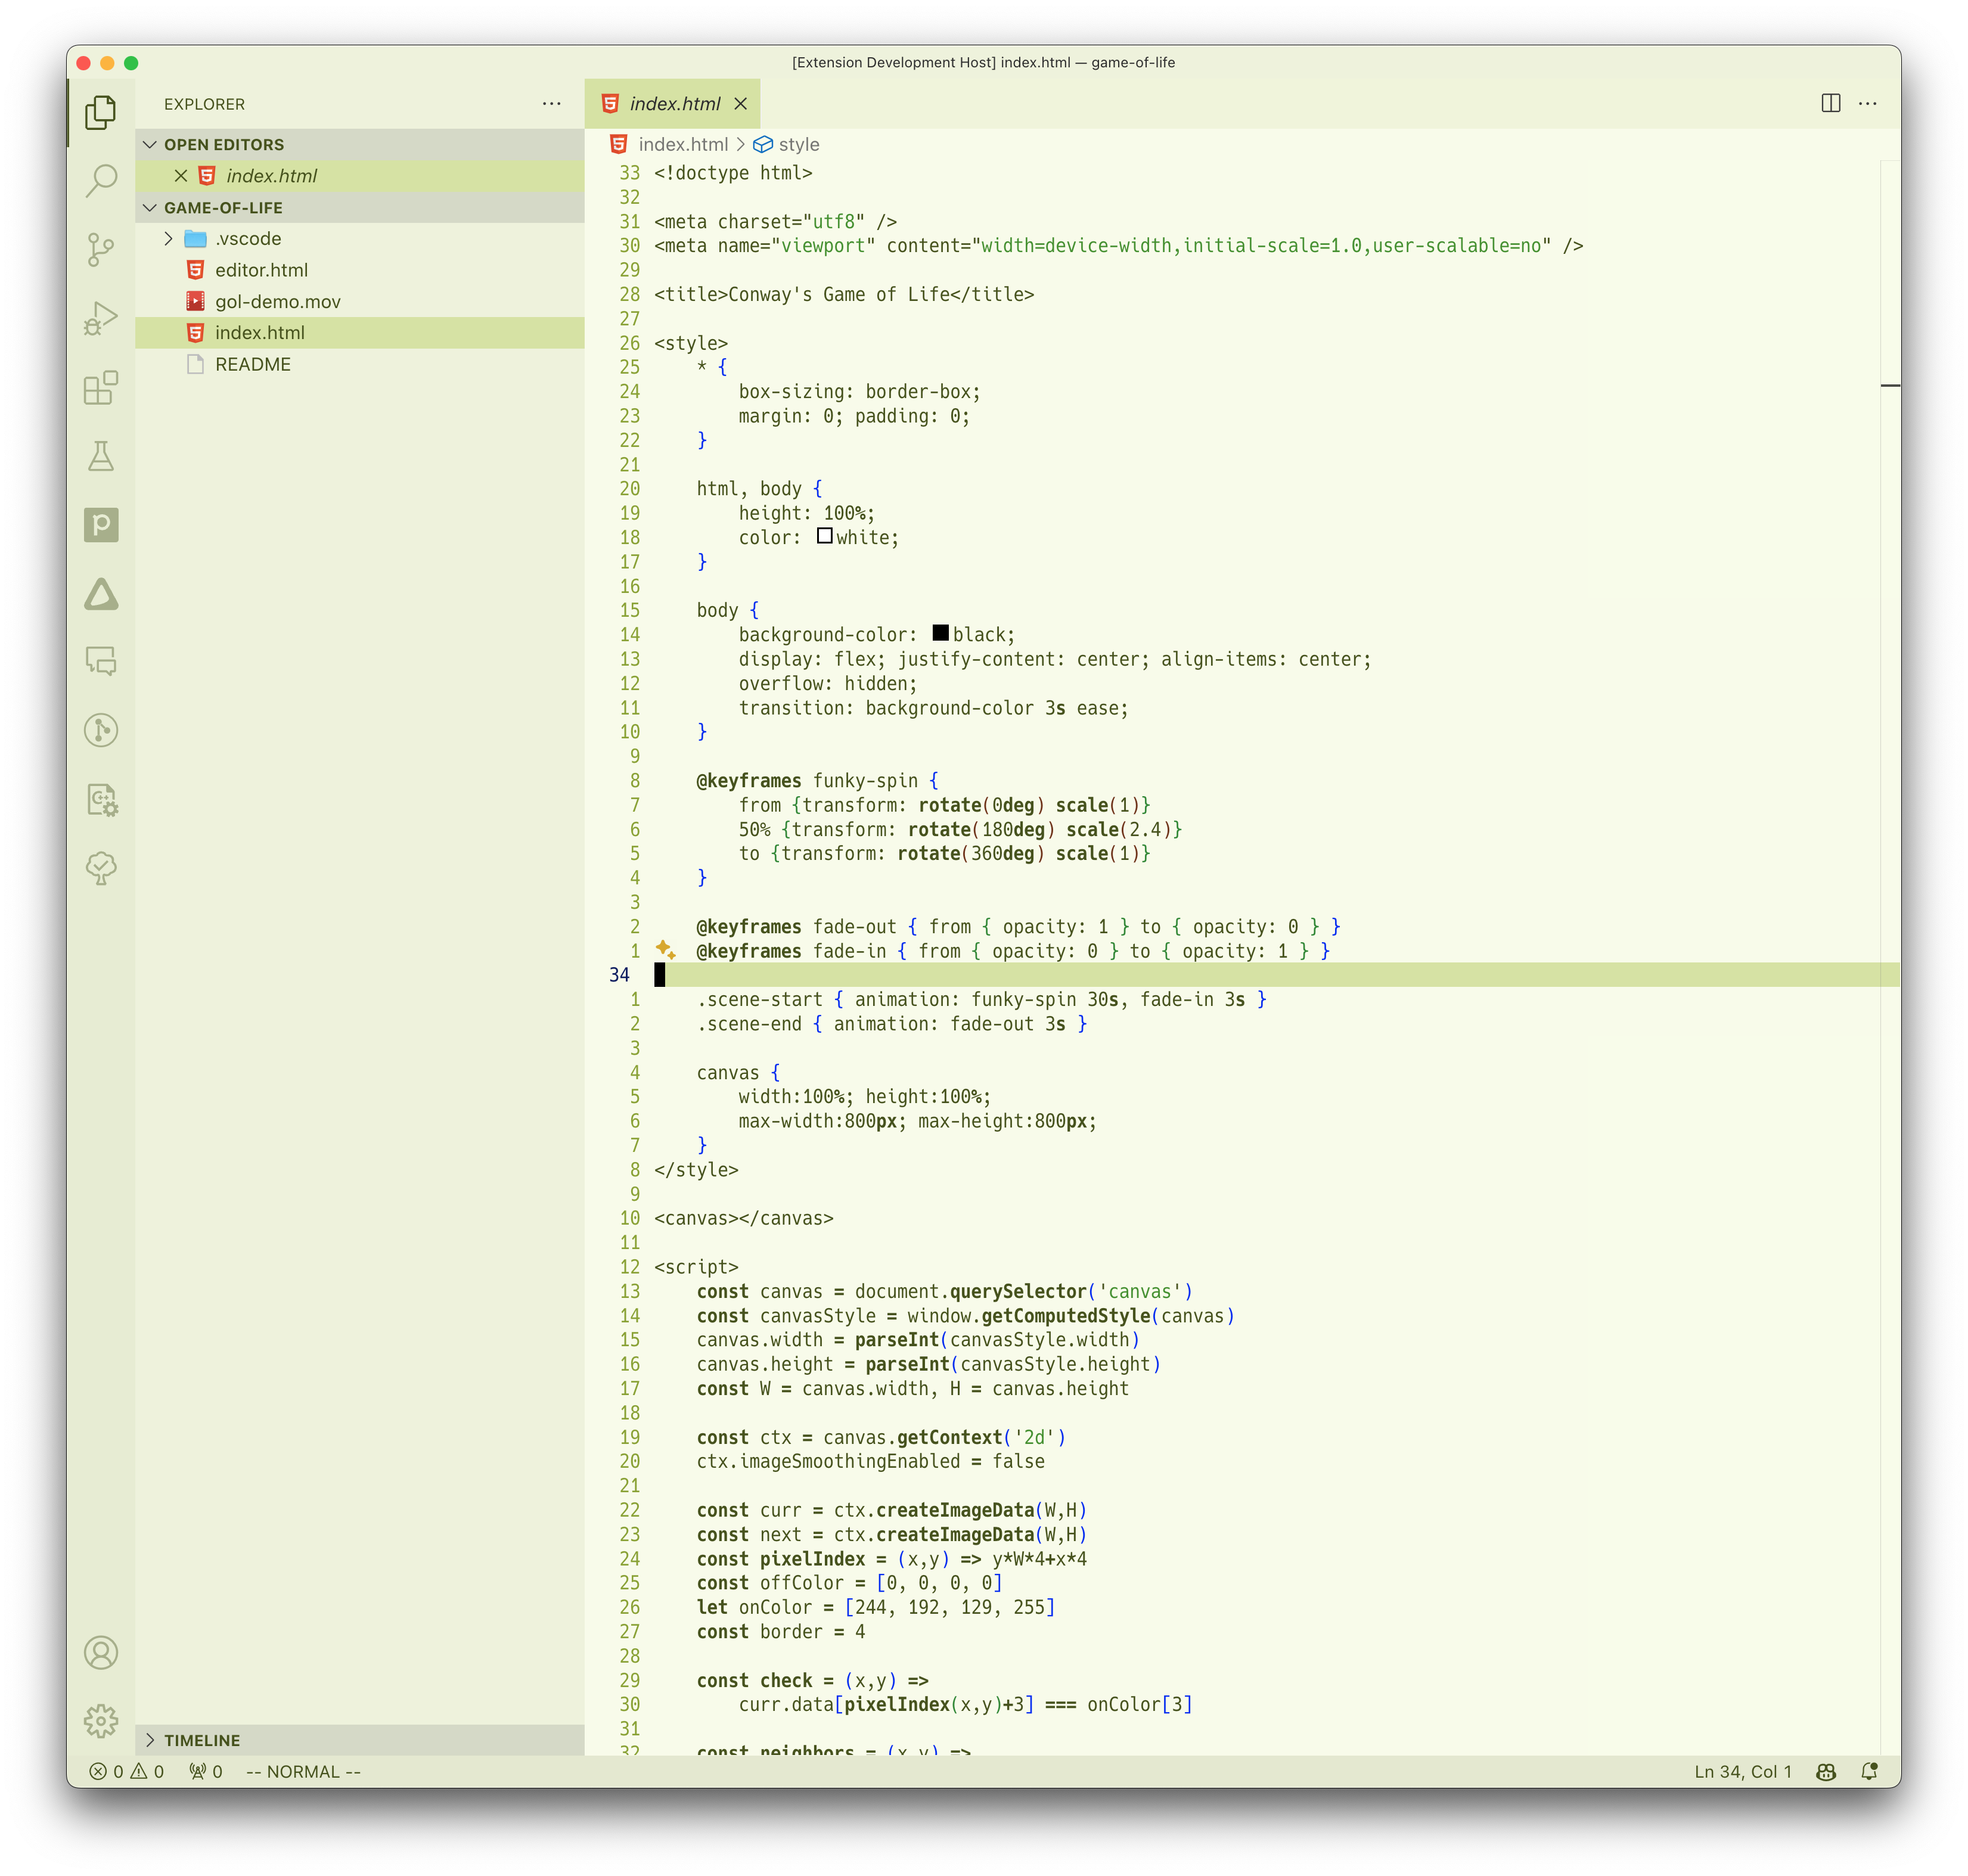 [Extension Development Host] index.html — game-of-life
EXPLORER
OPEN EDITORS
index.html
GAME-OF-LIFE
.vscode
editor.html
gol-demo.mov
index.html
README
TIMELINE
index.html
index.html > style
33 <!doctype html>
32
31 <meta charset="utf8" />
30 <meta name="viewport" content="width=device-width,initial-scale=1.0,user-scalable=no" />
29
28 <title>Conway's Game of Life</title>
27
26 <style>
25     * {
24         box-sizing: border-box;
23         margin: 0; padding: 0;
22     }
21
20     html, body {
19         height: 100%;
18         color: white;
17     }
16
15     body {
14         background-color: black;
13         display: flex; justify-content: center; align-items: center;
12         overflow: hidden;
11         transition: background-color 3s ease;
10     }
9
8     @keyframes funky-spin {
7         from {transform: rotate(0deg) scale(1)}
6         50% {transform: rotate(180deg) scale(2.4)}
5         to {transform: rotate(360deg) scale(1)}
4     }
3
2     @keyframes fade-out { from { opacity: 1 } to { opacity: 0 } }
1     @keyframes fade-in { from { opacity: 0 } to { opacity: 1 } }
34
1     .scene-start { animation: funky-spin 30s, fade-in 3s }
2     .scene-end { animation: fade-out 3s }
3
4     canvas {
5         width:100%; height:100%;
6         max-width:800px; max-height:800px;
7     }
8 </style>
9
10 <canvas></canvas>
11
12 <script>
13     const canvas = document.querySelector('canvas')
14     const canvasStyle = window.getComputedStyle(canvas)
15     canvas.width = parseInt(canvasStyle.width)
16     canvas.height = parseInt(canvasStyle.height)
17     const W = canvas.width, H = canvas.height
18
19     const ctx = canvas.getContext('2d')
20     ctx.imageSmoothingEnabled = false
21
22     const curr = ctx.createImageData(W,H)
23     const next = ctx.createImageData(W,H)
24     const pixelIndex = (x,y) => y*W*4+x*4
25     const offColor = [0, 0, 0, 0]
26     let onColor = [244, 192, 129, 255]
27     const border = 4
28
29     const check = (x,y) =>
30         curr.data[pixelIndex(x,y)+3] === onColor[3]
31
32     const neighbors = (x,y) =>
0 0 0 -- NORMAL --
Ln 34, Col 1